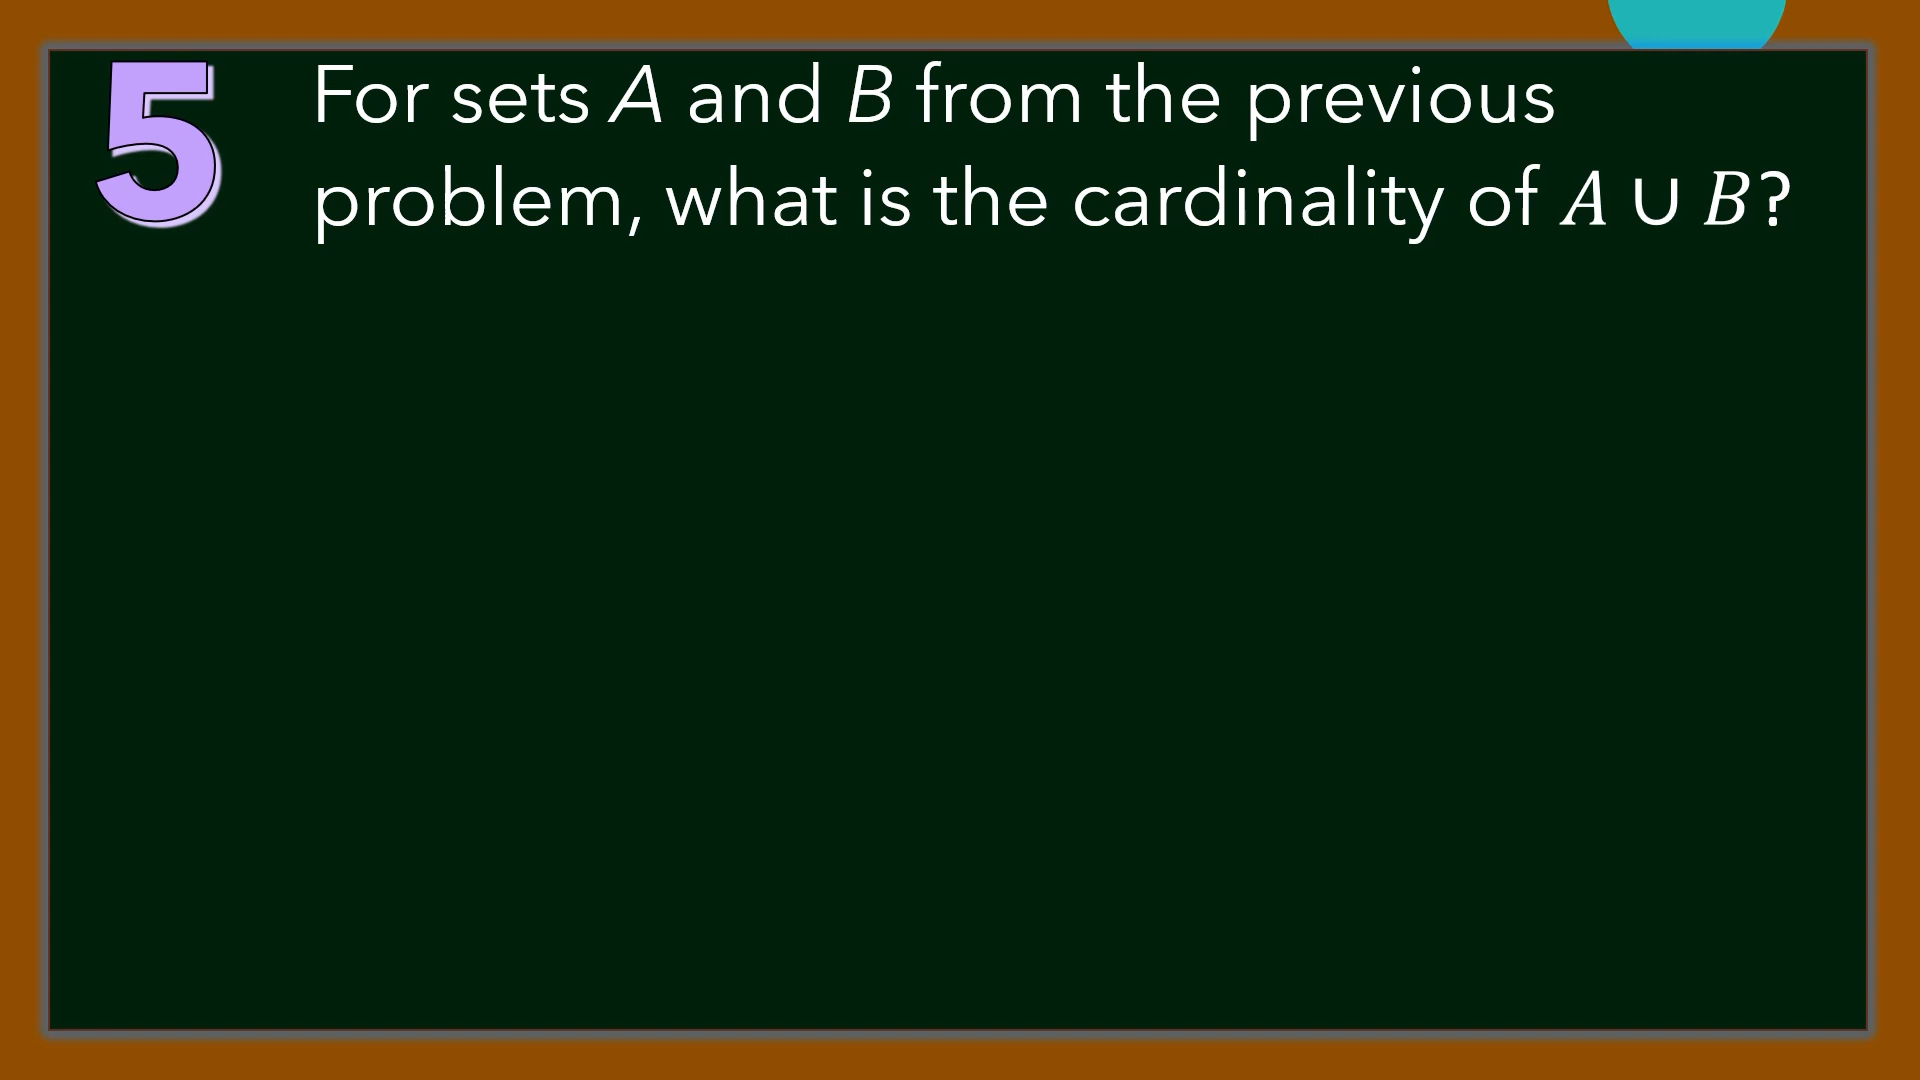 5
For sets A and B from the previous
problem, what is the cardinality of 𝐴 ∪ 𝐵?